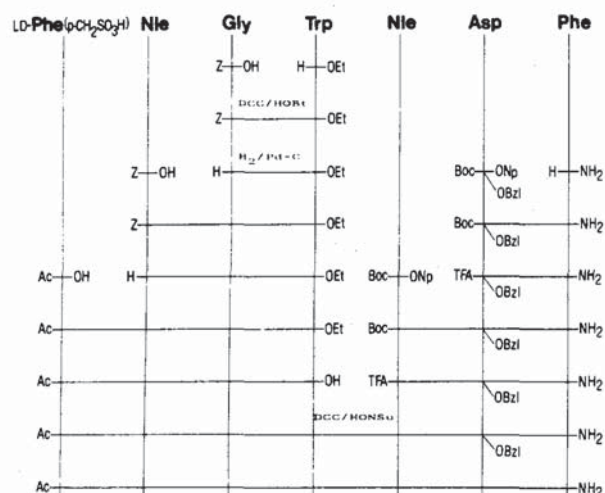 LD-Phe(p-CH2SO3H) Nle Gly Trp Nle Asp Phe
Z OH H OEt
DCC/HOBt
Z OEt
H2/Pd-C
Z OH H OEt Boc ONp H NH2
OBzl
Z OEt Boc NH2
OBzl
Ac OH H OEt Boc ONp TFA NH2
OBzl
Ac OEt Boc NH2
OBzl
Ac OH TFA NH2
OBzl
DCC/HONSu
Ac NH2
OBzl
Ac NH2